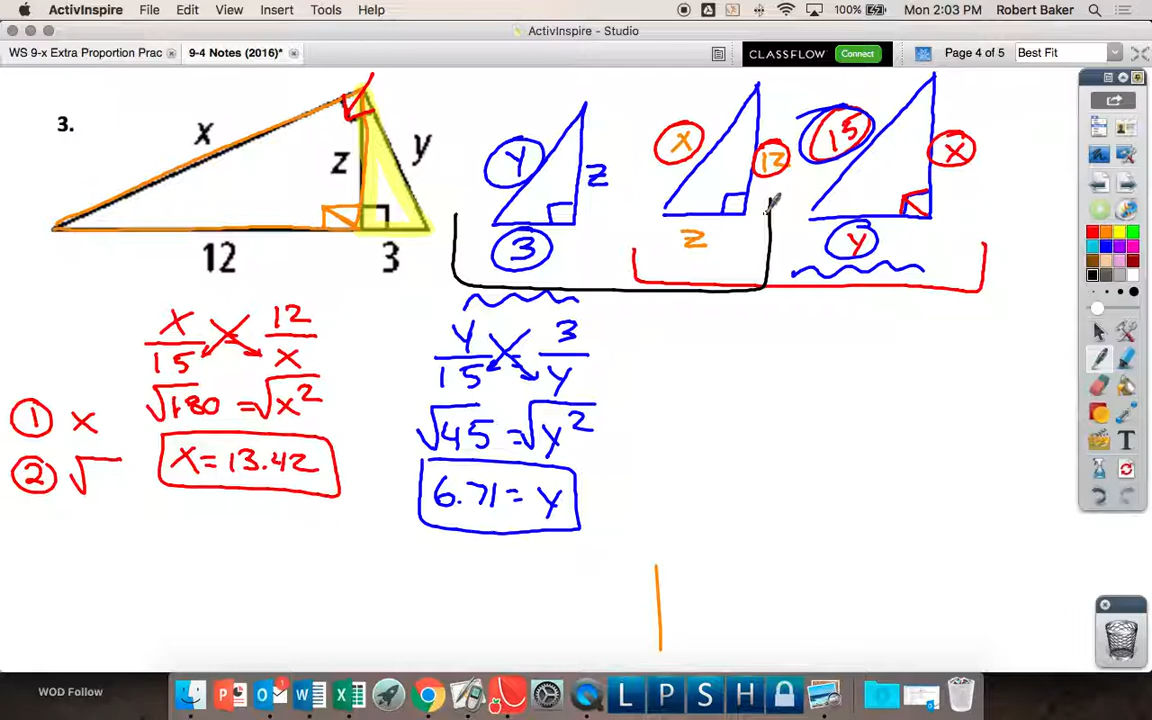 ActivInspire File Edit View Insert Tools Help 100% Mon 2:03 PM Robert Baker
ActivInspire - Studio
WS 9-x Extra Proportion Prac 9-4 Notes (2016)* CLASSFLOW Connect Page 4 of 5 Best Fit
3.
x
z
y
12
3
y
z
3
x
12
z
15
x
y
x/15 12/x
√180 = √x²
x = 13.42
① x
② √
y/15 3/y
√45 = √y²
6.71 = y
T
WOD Follow
P W X L P S H